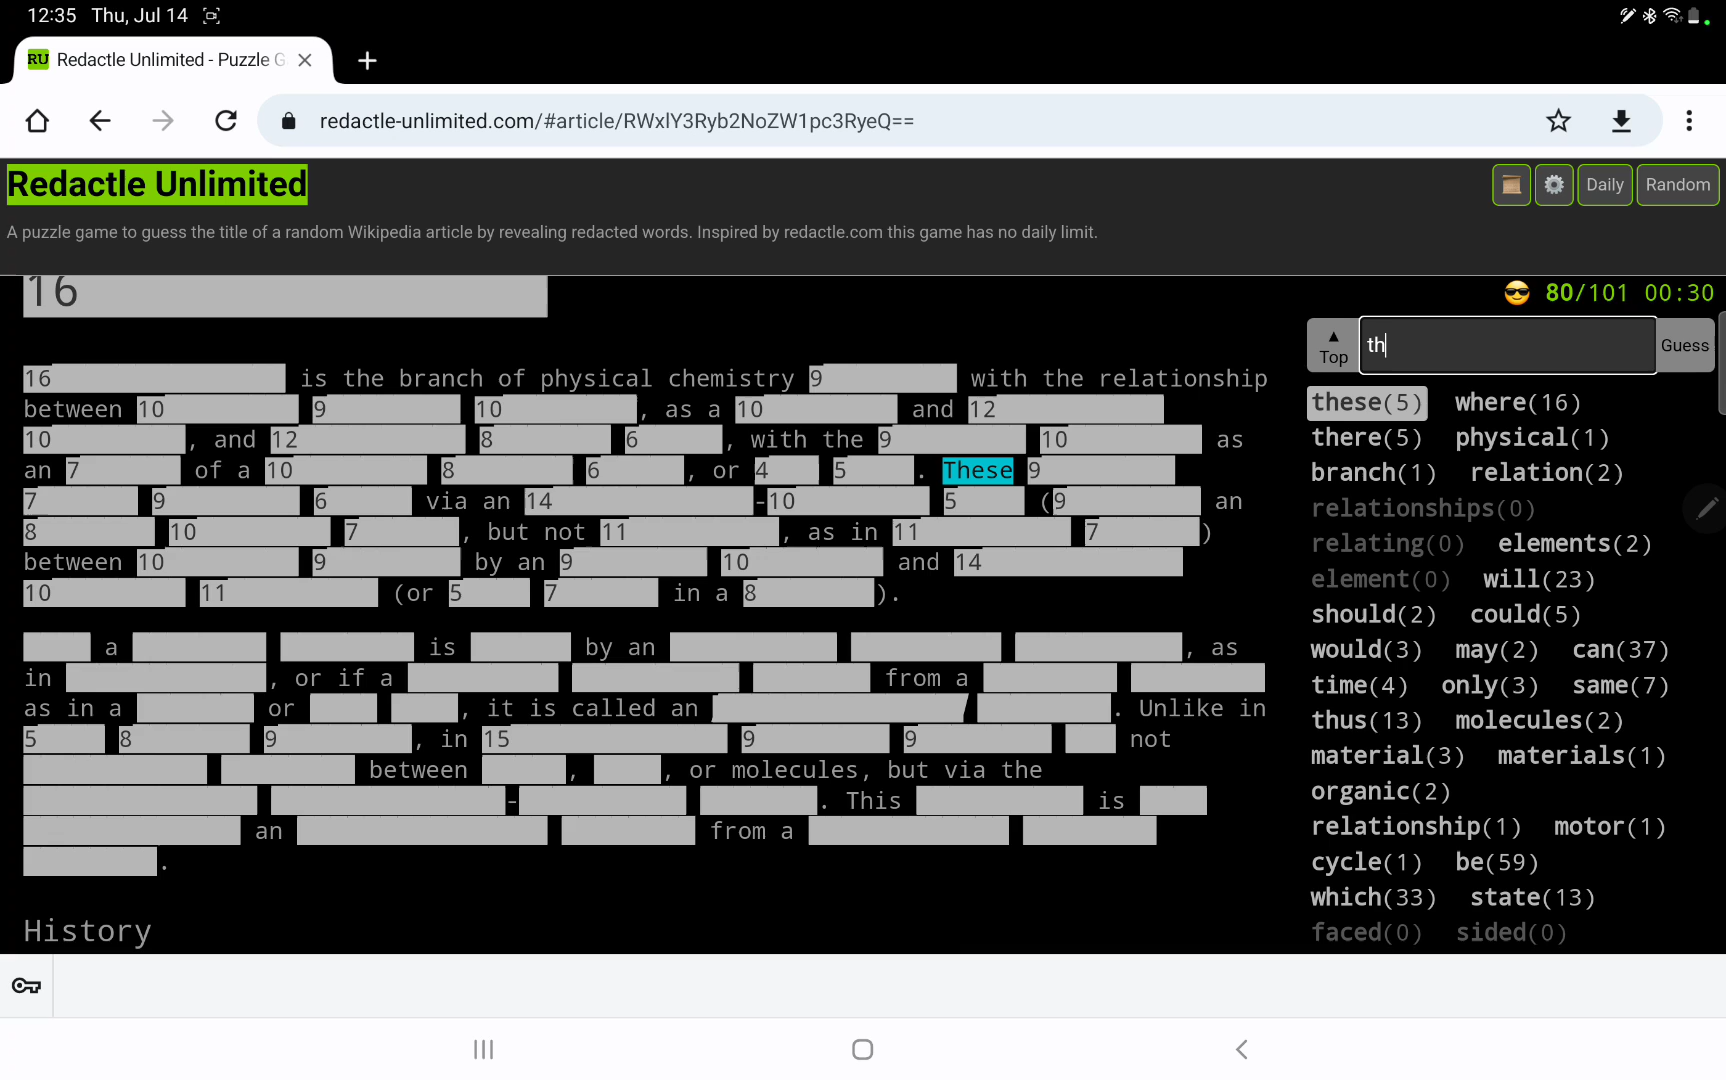 12:35 Thu, Jul 14
RU Redactle Unlimited - Puzzle G
redactle-unlimited.com/#article/RWxlY3Ryb2NoZW1pc3RyeQ==
Redactle Unlimited
Daily Random
A puzzle game to guess the title of a random Wikipedia article by revealing redacted words. Inspired by redactle.com this game has no daily limit.
16
16 is the branch of physical chemistry 9 with the relationship
between 10 9 10, as a 10 and 12
10, and 12 8 6, with the 9 10 as
an 7 of a 10 8 6, or 4 5. These 9
7 9 6 via an 14-10 5 (9 an
8 10 7, but not 11, as in 11 7)
between 10 9 by an 9 10 and 14
10 11 (or 5 7 in a 8).
a is by an , as
in , or if a from a
as in a or , it is called an / . Unlike in
5 8 9, in 15 9 9 not
between , , or molecules, but via the
- . This is
an from a
.
History
80/101 00:30
▲ Top th Guess
these(5) where(16)
there(5) physical(1)
branch(1) relation(2)
relationships(0)
relating(0) elements(2)
element(0) will(23)
should(2) could(5)
would(3) may(2) can(37)
time(4) only(3) same(7)
thus(13) molecules(2)
material(3) materials(1)
organic(2)
relationship(1) motor(1)
cycle(1) be(59)
which(33) state(13)
faced(0) sided(0)